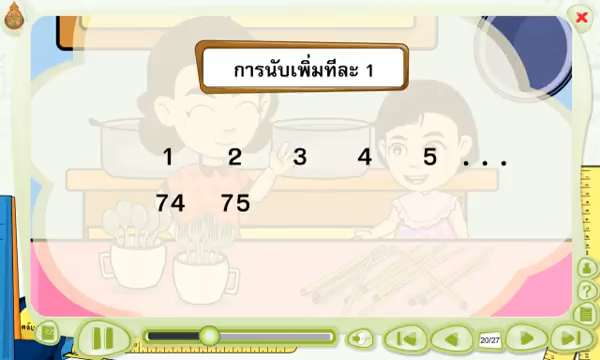 การนับเพิ่มทีละ 1
1 2 3 4 5 . . .
74 75
20/27